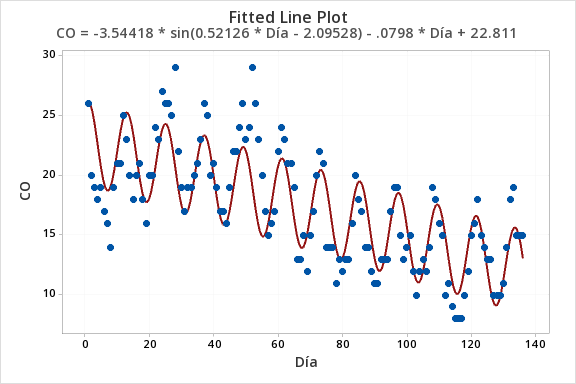 Fitted Line Plot
CO = -3.54418 * sin(0.52126 * Día - 2.09528) - .0798 * Día + 22.811
30
25
20
15
10
CO
0 20 40 60 80 100 120 140
Día